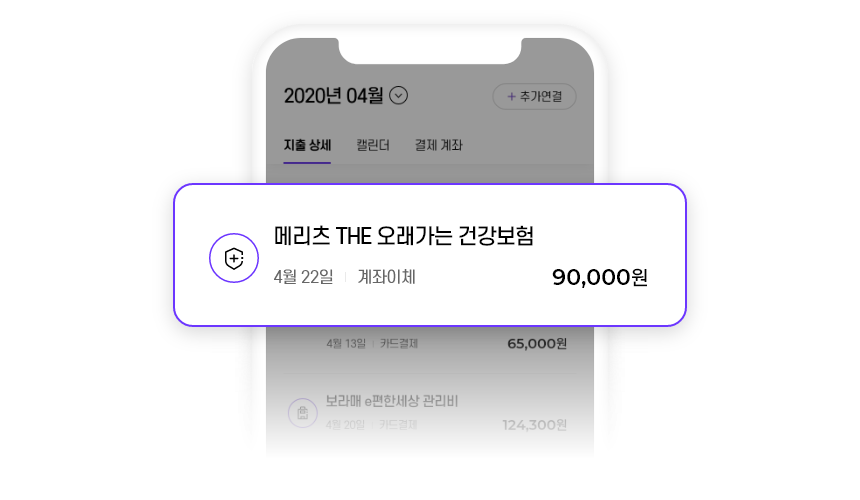 2020년 04월
+ 추가연결
지출 상세 캘린더 결제 계좌
메리츠 THE 오래가는 건강보험
4월 22일 계좌이체 90,000원
4월 13일 카드결제 65,000원
보라매 e편한세상 관리비
4월 20일 카드결제 124,300원